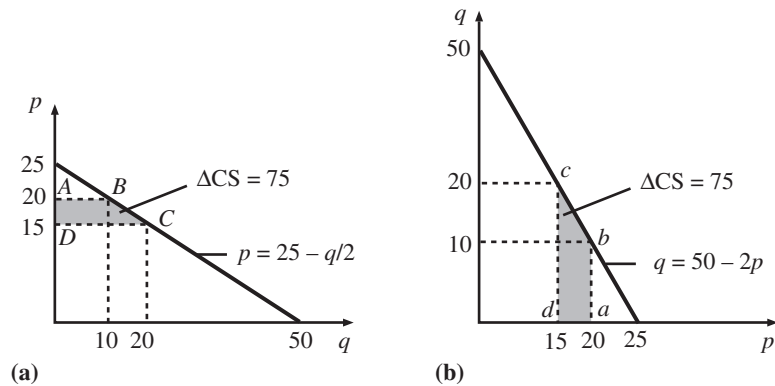 p
25
20
15
A
B
C
D
ΔCS = 75
p = 25 – q/2
10 20 50 q
(a)
q
50
20
10
c
b
ΔCS = 75
q = 50 – 2p
d a
15 20 25 p
(b)